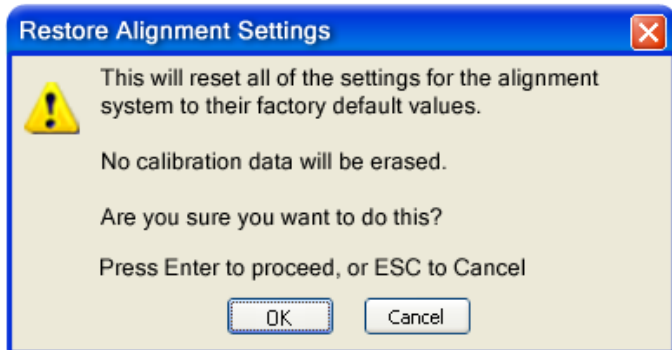 Restore Alignment Settings
This will reset all of the settings for the alignment
system to their factory default values.
No calibration data will be erased.
Are you sure you want to do this?
Press Enter to proceed, or ESC to Cancel
OK
Cancel